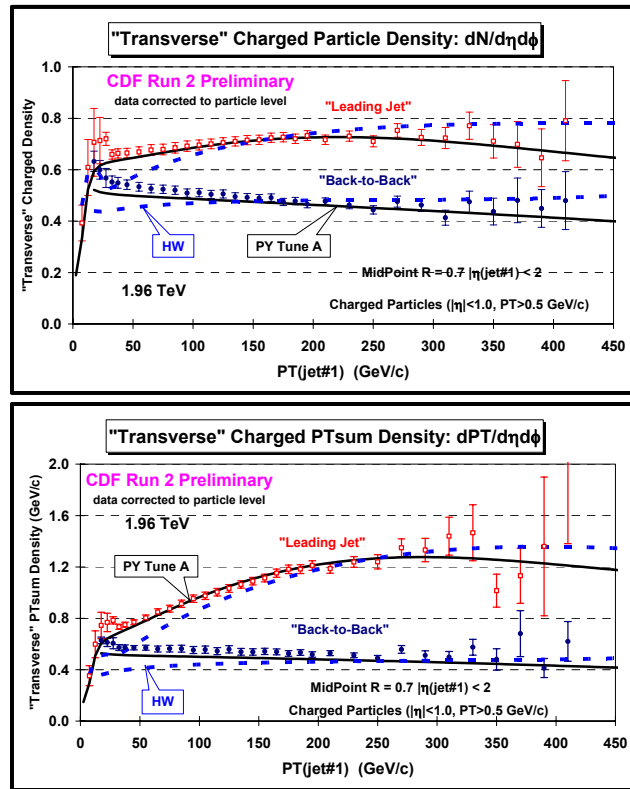 "Transverse" Charged Particle Density: dN/dηdϕ
CDF Run 2 Preliminary
data corrected to particle level
"Leading Jet"
"Back-to-Back"
HW
PY Tune A
MidPoint R = 0.7 |η(jet#1) < 2
1.96 TeV
Charged Particles (|η|<1.0, PT>0.5 GeV/c)
"Transverse" Charged Density
1.0
0.8
0.6
0.4
0.2
0.0
0 50 100 150 200 250 300 350 400 450
PT(jet#1) (GeV/c)
"Transverse" Charged PTsum Density: dPT/dηdϕ
CDF Run 2 Preliminary
data corrected to particle level
1.96 TeV
"Leading Jet"
PY Tune A
"Back-to-Back"
HW
MidPoint R = 0.7 |η(jet#1) < 2
Charged Particles (|η|<1.0, PT>0.5 GeV/c)
"Transverse" PTsum Density (GeV/c)
2.0
1.6
1.2
0.8
0.4
0.0
0 50 100 150 200 250 300 350 400 450
PT(jet#1) (GeV/c)